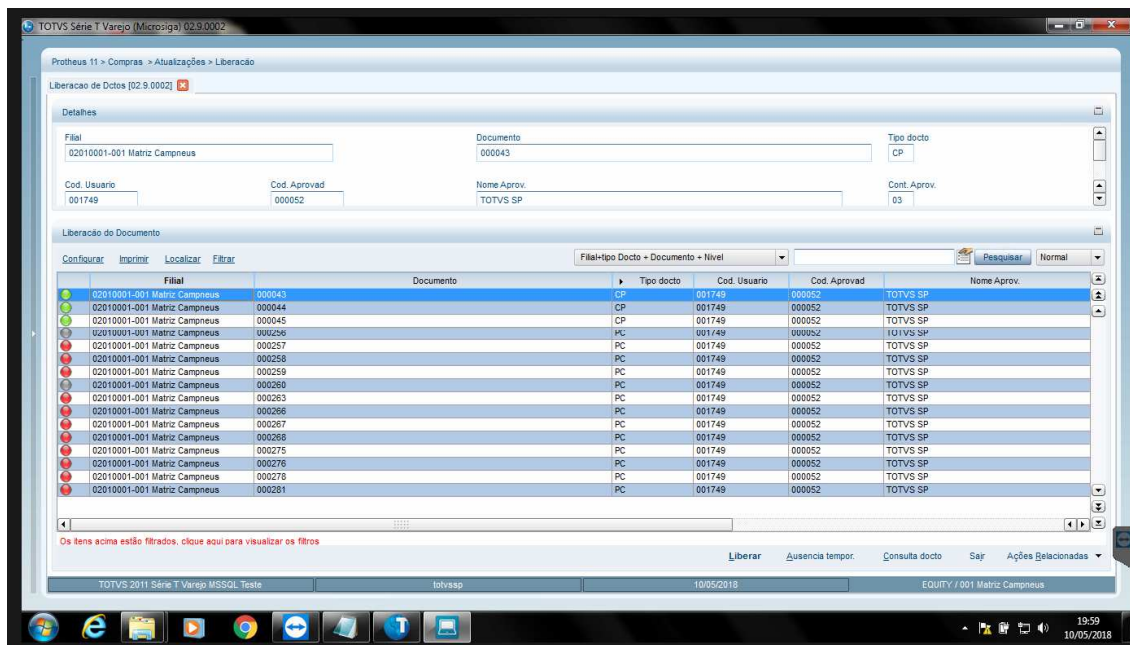 TOTVS Série T Varejo (Microsiga) 02.9.0002
Protheus 11 > Compras > Atualizações > Liberacão
Liberacao de Dctos [02.9.0002]
Detalhes
Filial Documento Tipo docto
02010001-001 Matriz Campneus 000043 CP
Cod. Usuario Cod. Aprovad Nome Aprov. Cont. Aprov.
001749 000052 TOTVS SP 03
Liberacão do Documento
Configurar Imprimir Localizar Filtrar Filial+tipo Docto + Documento + Nivel Pesquisar Normal
Filial Documento Tipo docto Cod. Usuario Cod. Aprovad Nome Aprov.
02010001-001 Matriz Campneus 000043 CP 001749 000052 TOTVS SP
02010001-001 Matriz Campneus 000044 CP 001749 000052 TOTVS SP
02010001-001 Matriz Campneus 000045 CP 001749 000052 TOTVS SP
02010001-001 Matriz Campneus 000256 PC 001749 000052 TOTVS SP
02010001-001 Matriz Campneus 000257 PC 001749 000052 TOTVS SP
02010001-001 Matriz Campneus 000258 PC 001749 000052 TOTVS SP
02010001-001 Matriz Campneus 000259 PC 001749 000052 TOTVS SP
02010001-001 Matriz Campneus 000260 PC 001749 000052 TOTVS SP
02010001-001 Matriz Campneus 000263 PC 001749 000052 TOTVS SP
02010001-001 Matriz Campneus 000266 PC 001749 000052 TOTVS SP
02010001-001 Matriz Campneus 000267 PC 001749 000052 TOTVS SP
02010001-001 Matriz Campneus 000268 PC 001749 000052 TOTVS SP
02010001-001 Matriz Campneus 000275 PC 001749 000052 TOTVS SP
02010001-001 Matriz Campneus 000276 PC 001749 000052 TOTVS SP
02010001-001 Matriz Campneus 000278 PC 001749 000052 TOTVS SP
02010001-001 Matriz Campneus 000281 PC 001749 000052 TOTVS SP
Os itens acima estão filtrados, clique aqui para visualizar os filtros
Liberar Ausencia tempor. Consulta docto Sair Ações Relacionadas
TOTVS 2011 Série T Varejo MSSQL Teste totvssp 10/05/2018 EQUITY / 001 Matriz Campneus
19:59
10/05/2018